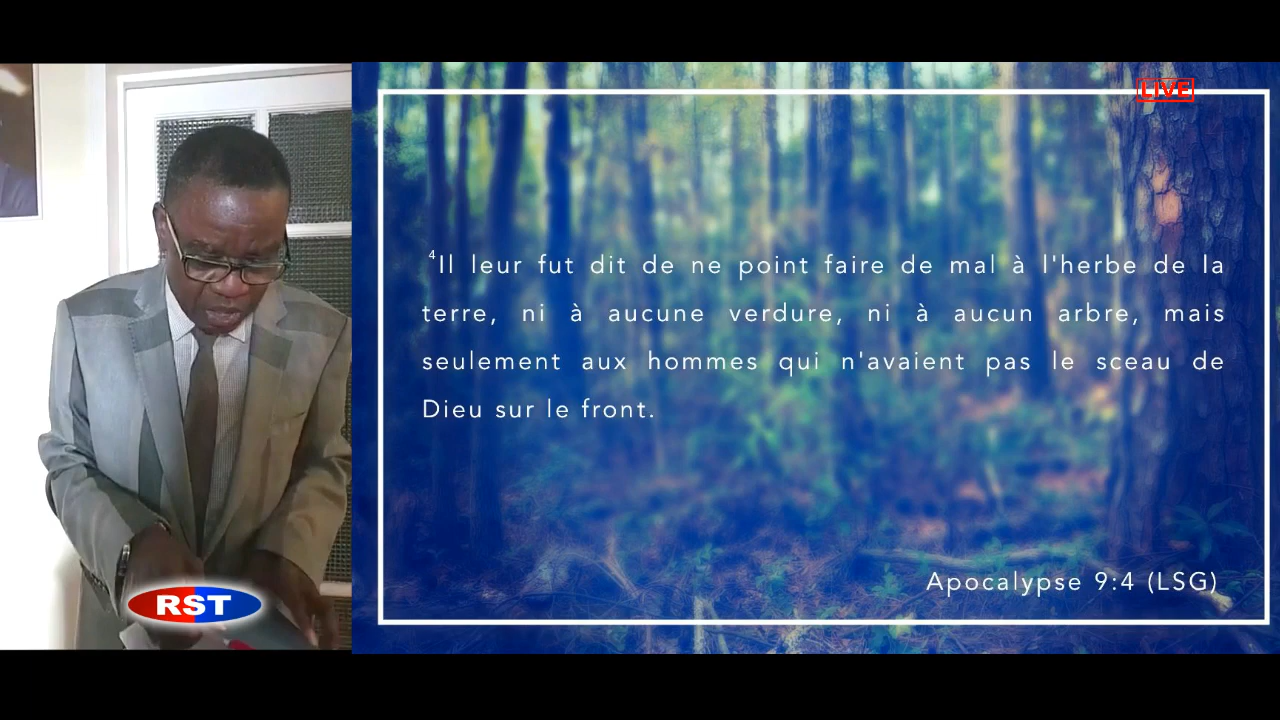 LIVE
⁴Il leur fut dit de ne point faire de mal à l'herbe de la
terre, ni à aucune verdure, ni à aucun arbre, mais
seulement aux hommes qui n'avaient pas le sceau de
Dieu sur le front.
Apocalypse 9:4 (LSG)
RST